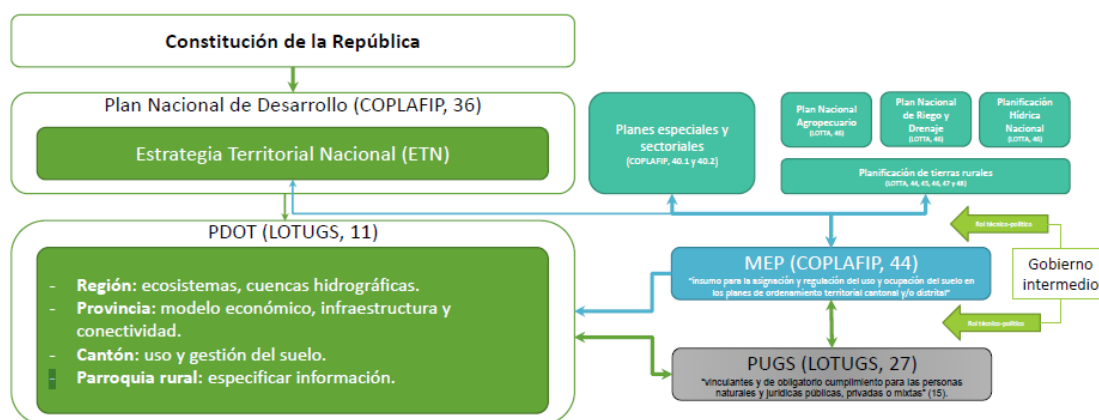 Constitución de la República
Plan Nacional de Desarrollo (COPLAFIP, 36)
Estrategia Territorial Nacional (ETN)
Planes especiales y
sectoriales
(COPLAFIP, 40.1 y 40.2)
Plan Nacional
Agropecuario
(LOTTA, 46)
Plan Nacional
de Riego y
Drenaje
(LOTTA, 46)
Planificación
Hídrica
Nacional
(LOTTA, 46)
Planificación de tierras rurales
(LOTTA, 44, 45, 46, 47 y 48)
PDOT (LOTUGS, 11)
- Región: ecosistemas, cuencas hidrográficas.
- Provincia: modelo económico, infraestructura y
conectividad.
- Cantón: uso y gestión del suelo.
- Parroquia rural: especificar información.
Rol técnico-político
MEP (COPLAFIP, 44)
"insumo para la asignación y regulación del uso y ocupación del suelo en
los planes de ordenamiento territorial cantonal y/o distrital"
Gobierno
intermedio
Rol técnico-político
PUGS (LOTUGS, 27)
"vinculantes y de obligatorio cumplimiento para las personas
naturales y jurídicas públicas, privadas o mixtas" (15).